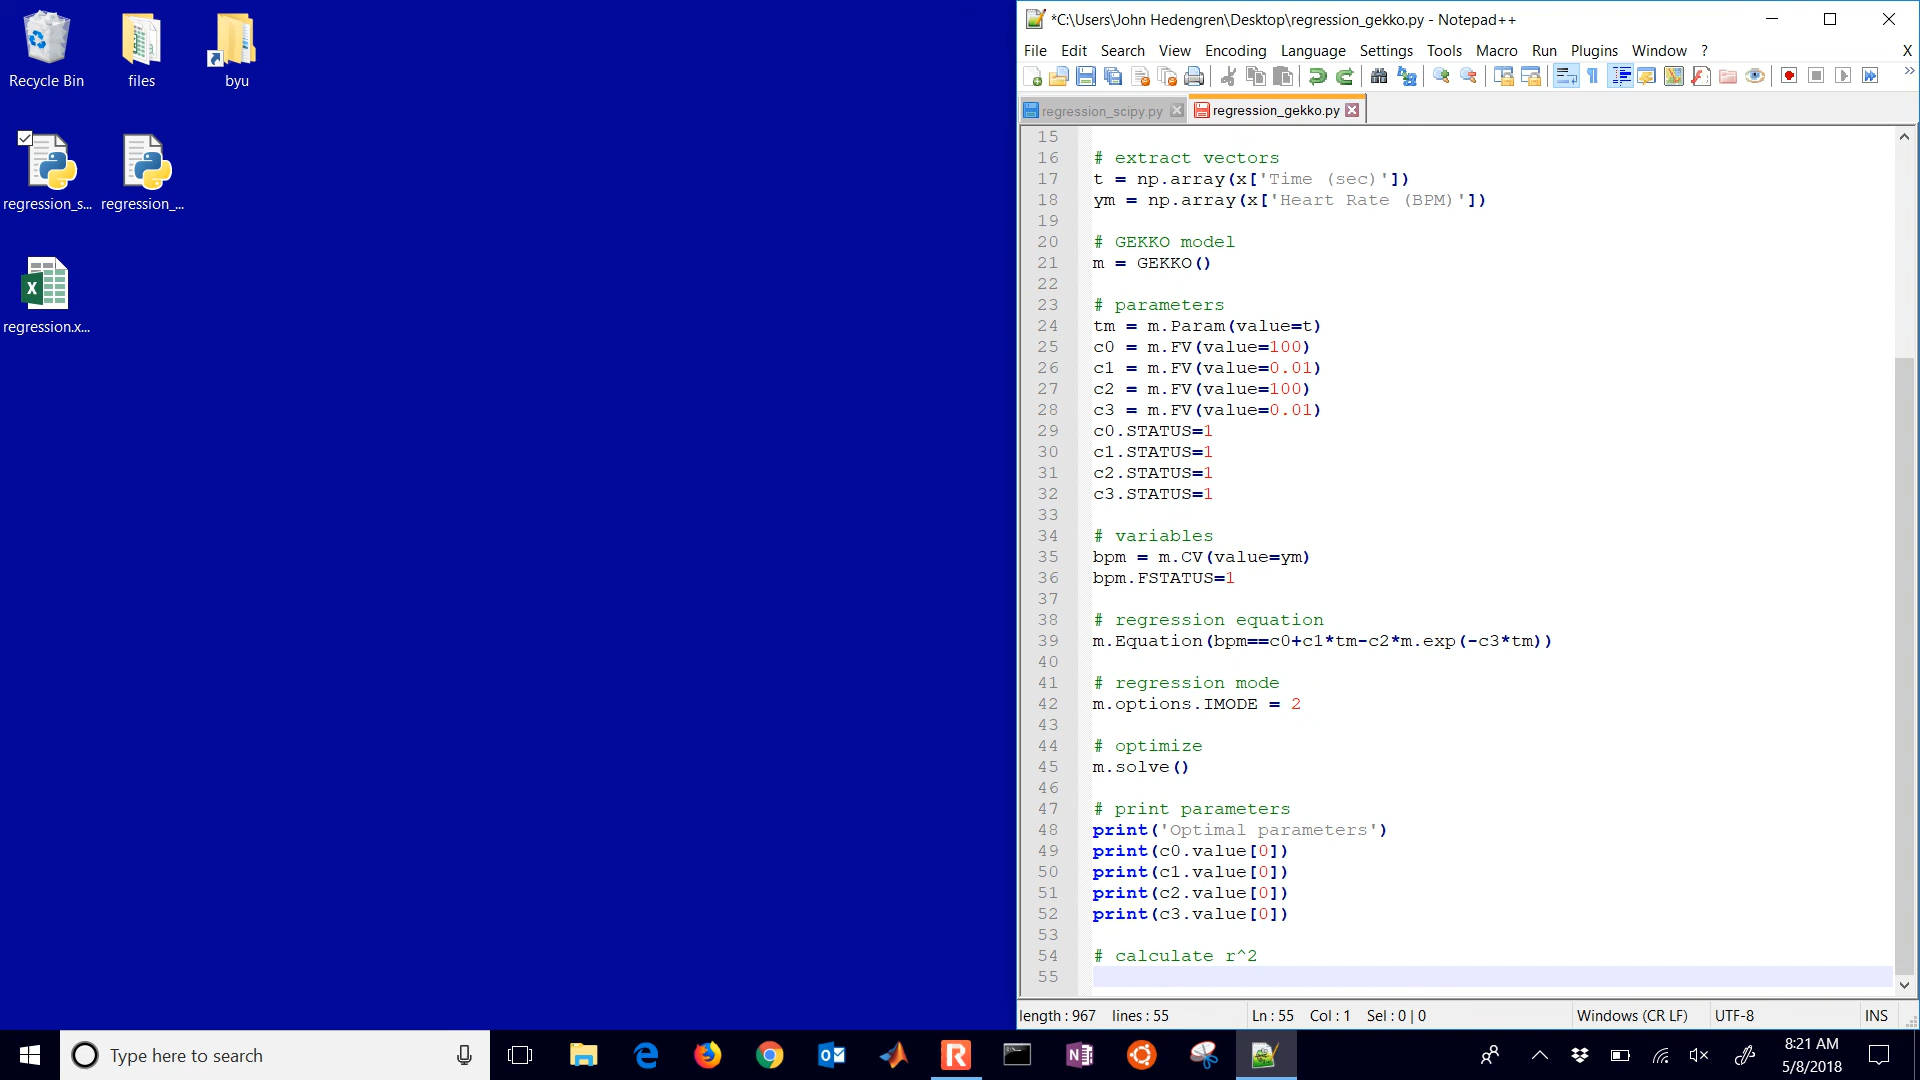 Recycle Bin
files
byu
regression_s...
regression_...
regression.x...
*C:\Users\John Hedengren\Desktop\regression_gekko.py - Notepad++
File Edit Search View Encoding Language Settings Tools Macro Run Plugins Window ? X
regression_scipy.py
regression_gekko.py
15
16 # extract vectors
17 t = np.array(x['Time (sec)'])
18 ym = np.array(x['Heart Rate (BPM)'])
19
20 # GEKKO model
21 m = GEKKO()
22
23 # parameters
24 tm = m.Param(value=t)
25 c0 = m.FV(value=100)
26 c1 = m.FV(value=0.01)
27 c2 = m.FV(value=100)
28 c3 = m.FV(value=0.01)
29 c0.STATUS=1
30 c1.STATUS=1
31 c2.STATUS=1
32 c3.STATUS=1
33
34 # variables
35 bpm = m.CV(value=ym)
36 bpm.FSTATUS=1
37
38 # regression equation
39 m.Equation(bpm==c0+c1*tm-c2*m.exp(-c3*tm))
40
41 # regression mode
42 m.options.IMODE = 2
43
44 # optimize
45 m.solve()
46
47 # print parameters
48 print('Optimal parameters')
49 print(c0.value[0])
50 print(c1.value[0])
51 print(c2.value[0])
52 print(c3.value[0])
53
54 # calculate r^2
55
length : 967 lines : 55 Ln : 55 Col : 1 Sel : 0 | 0 Windows (CR LF) UTF-8 INS
Type here to search
8:21 AM
5/8/2018